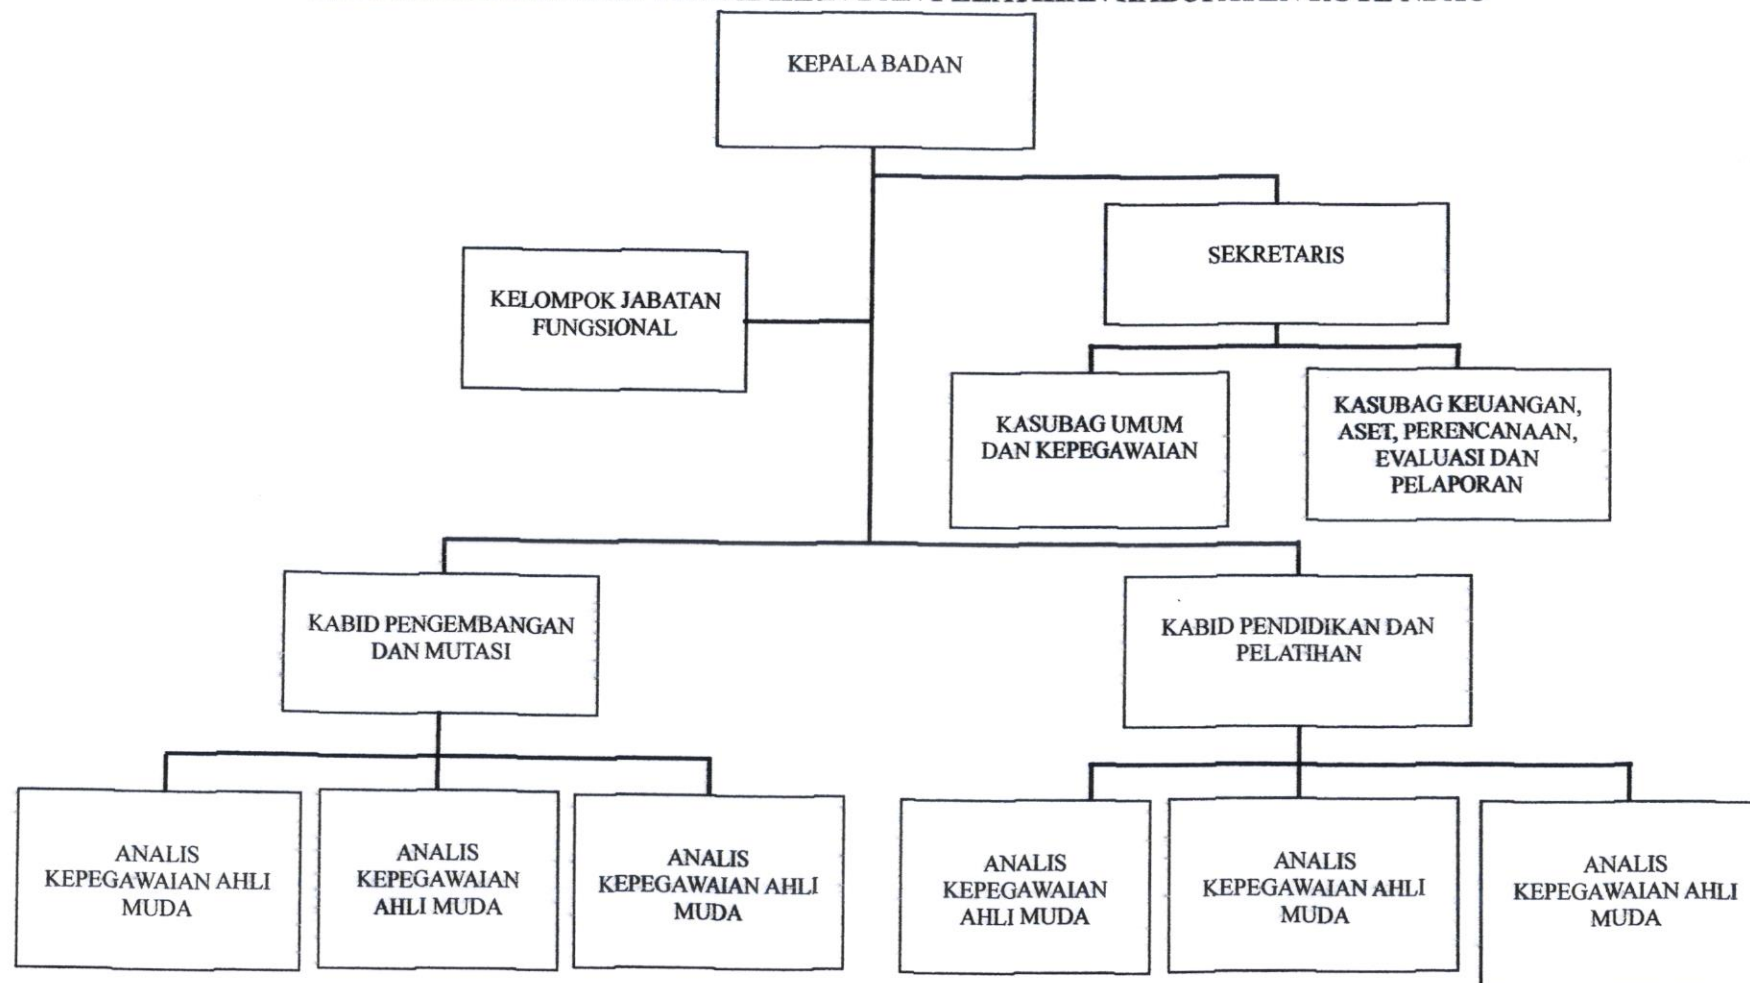 KEPALA BADAN
SEKRETARIS
KELOMPOK JABATAN
FUNGSIONAL
KASUBAG UMUM
DAN KEPEGAWAIAN
KASUBAG KEUANGAN,
ASET, PERENCANAAN,
EVALUASI DAN
PELAPORAN
KABID PENGEMBANGAN
DAN MUTASI
KABID PENDIDIKAN DAN
PELATIHAN
ANALIS
KEPEGAWAIAN AHLI
MUDA
ANALIS
KEPEGAWAIAN
AHLI MUDA
ANALIS
KEPEGAWAIAN AHLI
MUDA
ANALIS
KEPEGAWAIAN
AHLI MUDA
ANALIS
KEPEGAWAIAN AHLI
MUDA
ANALIS
KEPEGAWAIAN AHLI
MUDA